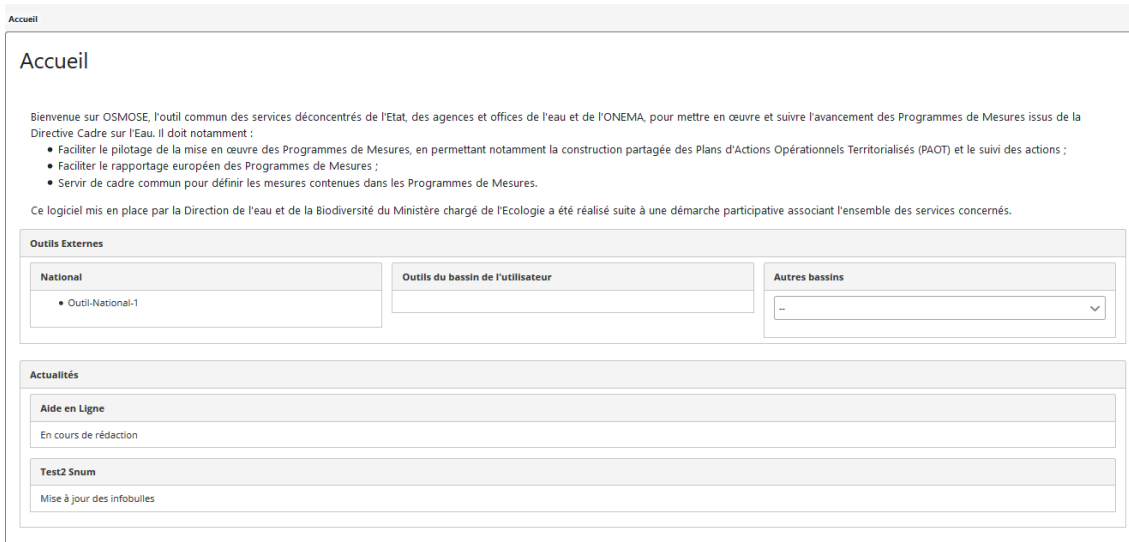 Accueil
Accueil
Bienvenue sur OSMOSE, l'outil commun des services déconcentrés de l'Etat, des agences et offices de l'eau et de l'ONEMA, pour mettre en œuvre et suivre l'avancement des Programmes de Mesures issus de la
Directive Cadre sur l'Eau. Il doit notamment :
• Faciliter le pilotage de la mise en œuvre des Programmes de Mesures, en permettant notamment la construction partagée des Plans d'Actions Opérationnels Territorialisés (PAOT) et le suivi des actions ;
• Faciliter le rapportage européen des Programmes de Mesures ;
• Servir de cadre commun pour définir les mesures contenues dans les Programmes de Mesures.
Ce logiciel mis en place par la Direction de l'eau et de la Biodiversité du Ministère chargé de l'Ecologie a été réalisé suite à une démarche participative associant l'ensemble des services concernés.
Outils Externes
National
• Outil-National-1
Outils du bassin de l'utilisateur
Autres bassins
--
Actualités
Aide en Ligne
En cours de rédaction
Test2 Snum
Mise à jour des infobulles